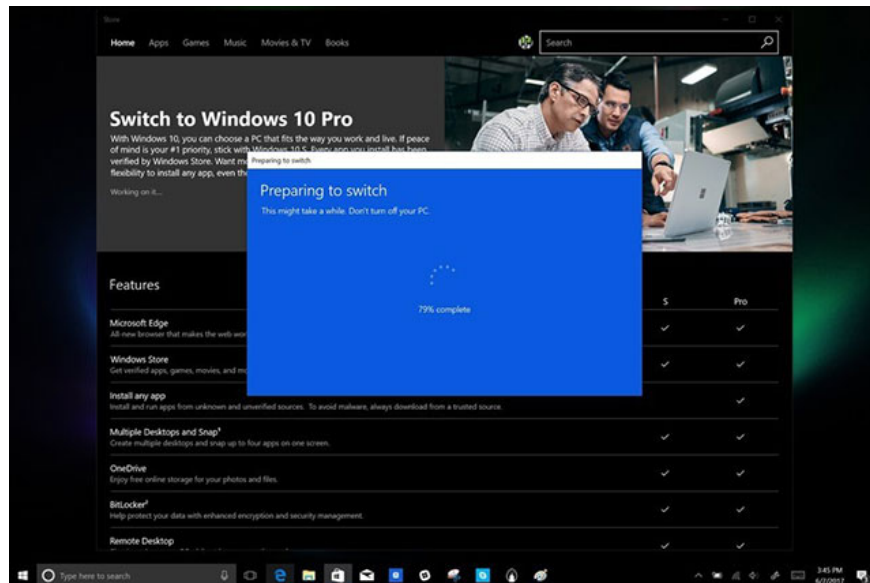 Store
Home Apps Games Music Movies & TV Books
Search
Switch to Windows 10 Pro
With Windows 10, you can choose a PC that fits the way you work and live. If peace
of mind is your #1 priority, stick with Windows 10 S. Every app you install has been
verified by Windows Store. Want
flexibility to install any app, even
Working on it...
Preparing to switch
Preparing to switch
This might take a while. Don't turn off your PC.
79% complete
Features
S Pro
Microsoft Edge
All-new browser that makes the web
Windows Store
Get verified apps, games, movies, and
Install any app
Install and run apps from unknown and unverified sources. To avoid malware, always download from a trusted source.
Multiple Desktops and Snap¹
Create multiple desktops and snap up to four apps on one screen.
OneDrive
Enjoy free online storage for your photos and files.
BitLocker²
Help protect your data with enhanced encryption and security management.
Remote Desktop
Type here to search
3:45 PM
6/2/2017